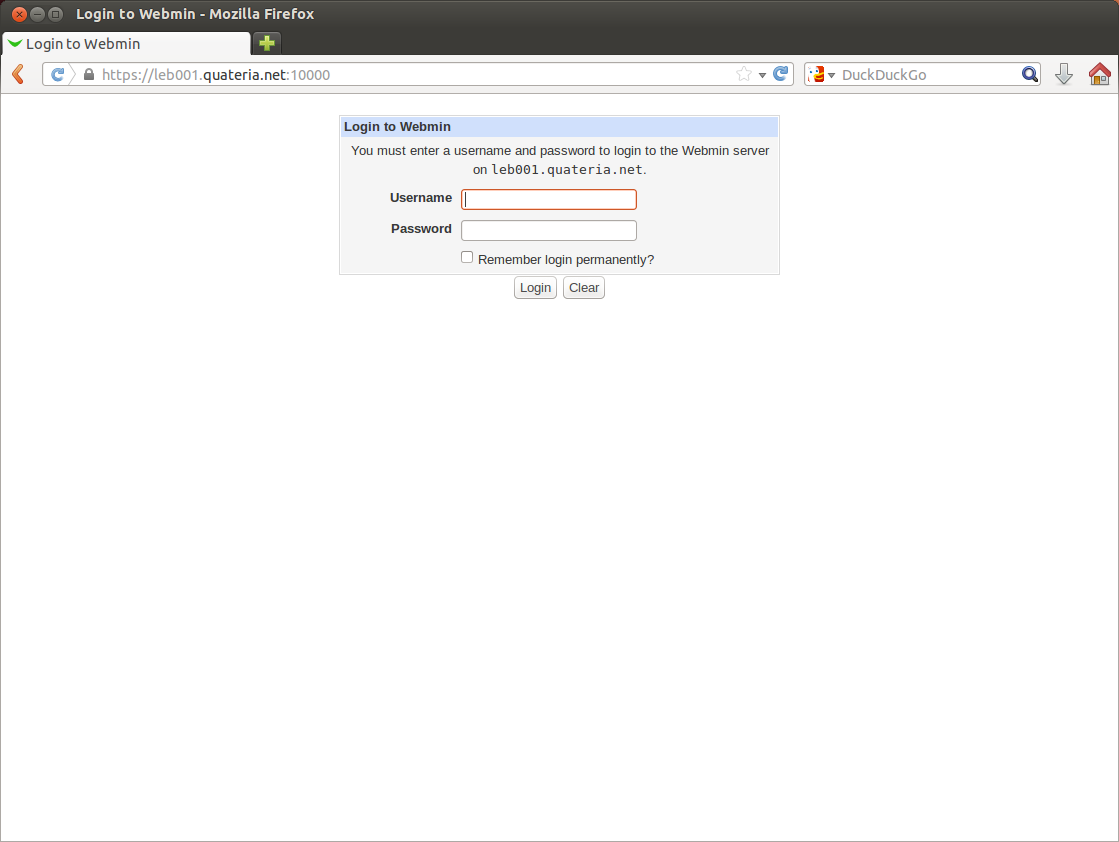 Login to Webmin - Mozilla Firefox
Login to Webmin
https://leb001.quateria.net:10000
DuckDuckGo
Login to Webmin
You must enter a username and password to login to the Webmin server
on leb001.quateria.net.
Username
Password
Remember login permanently?
Login Clear